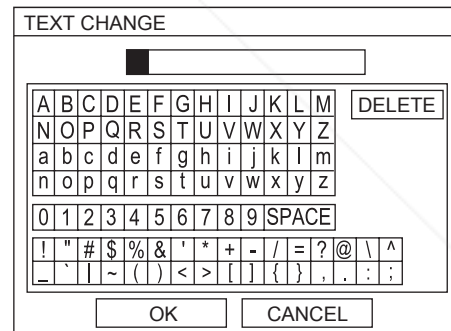 TEXT CHANGE
A B C D E F G H I J K L M DELETE
N O P Q R S T U V W X Y Z
a b c d e f g h i j k l m
n o p q r s t u v w x y z
0 1 2 3 4 5 6 7 8 9 SPACE
! " # $ % & ' * + - / = ? @ \ ^
_ ` | ~ ( ) < > [ ] { } , . : ;
OK CANCEL